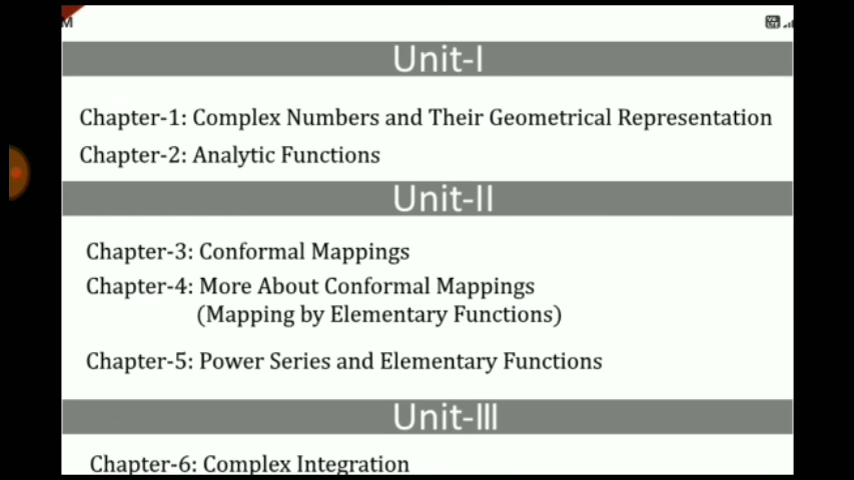 M
Unit-I
Chapter-1: Complex Numbers and Their Geometrical Representation
Chapter-2: Analytic Functions
Unit-II
Chapter-3: Conformal Mappings
Chapter-4: More About Conformal Mappings
(Mapping by Elementary Functions)
Chapter-5: Power Series and Elementary Functions
Unit-III
Chapter-6: Complex Integration